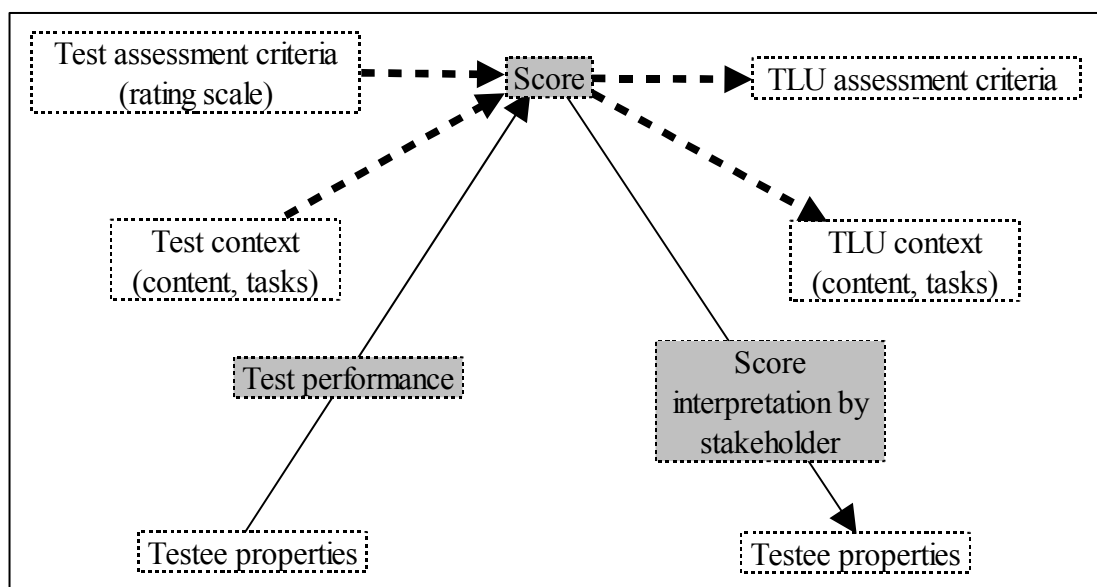 Test assessment criteria
(rating scale)
Score
TLU assessment criteria
Test context
(content, tasks)
TLU context
(content, tasks)
Test performance
Score
interpretation by
stakeholder
Testee properties
Testee properties